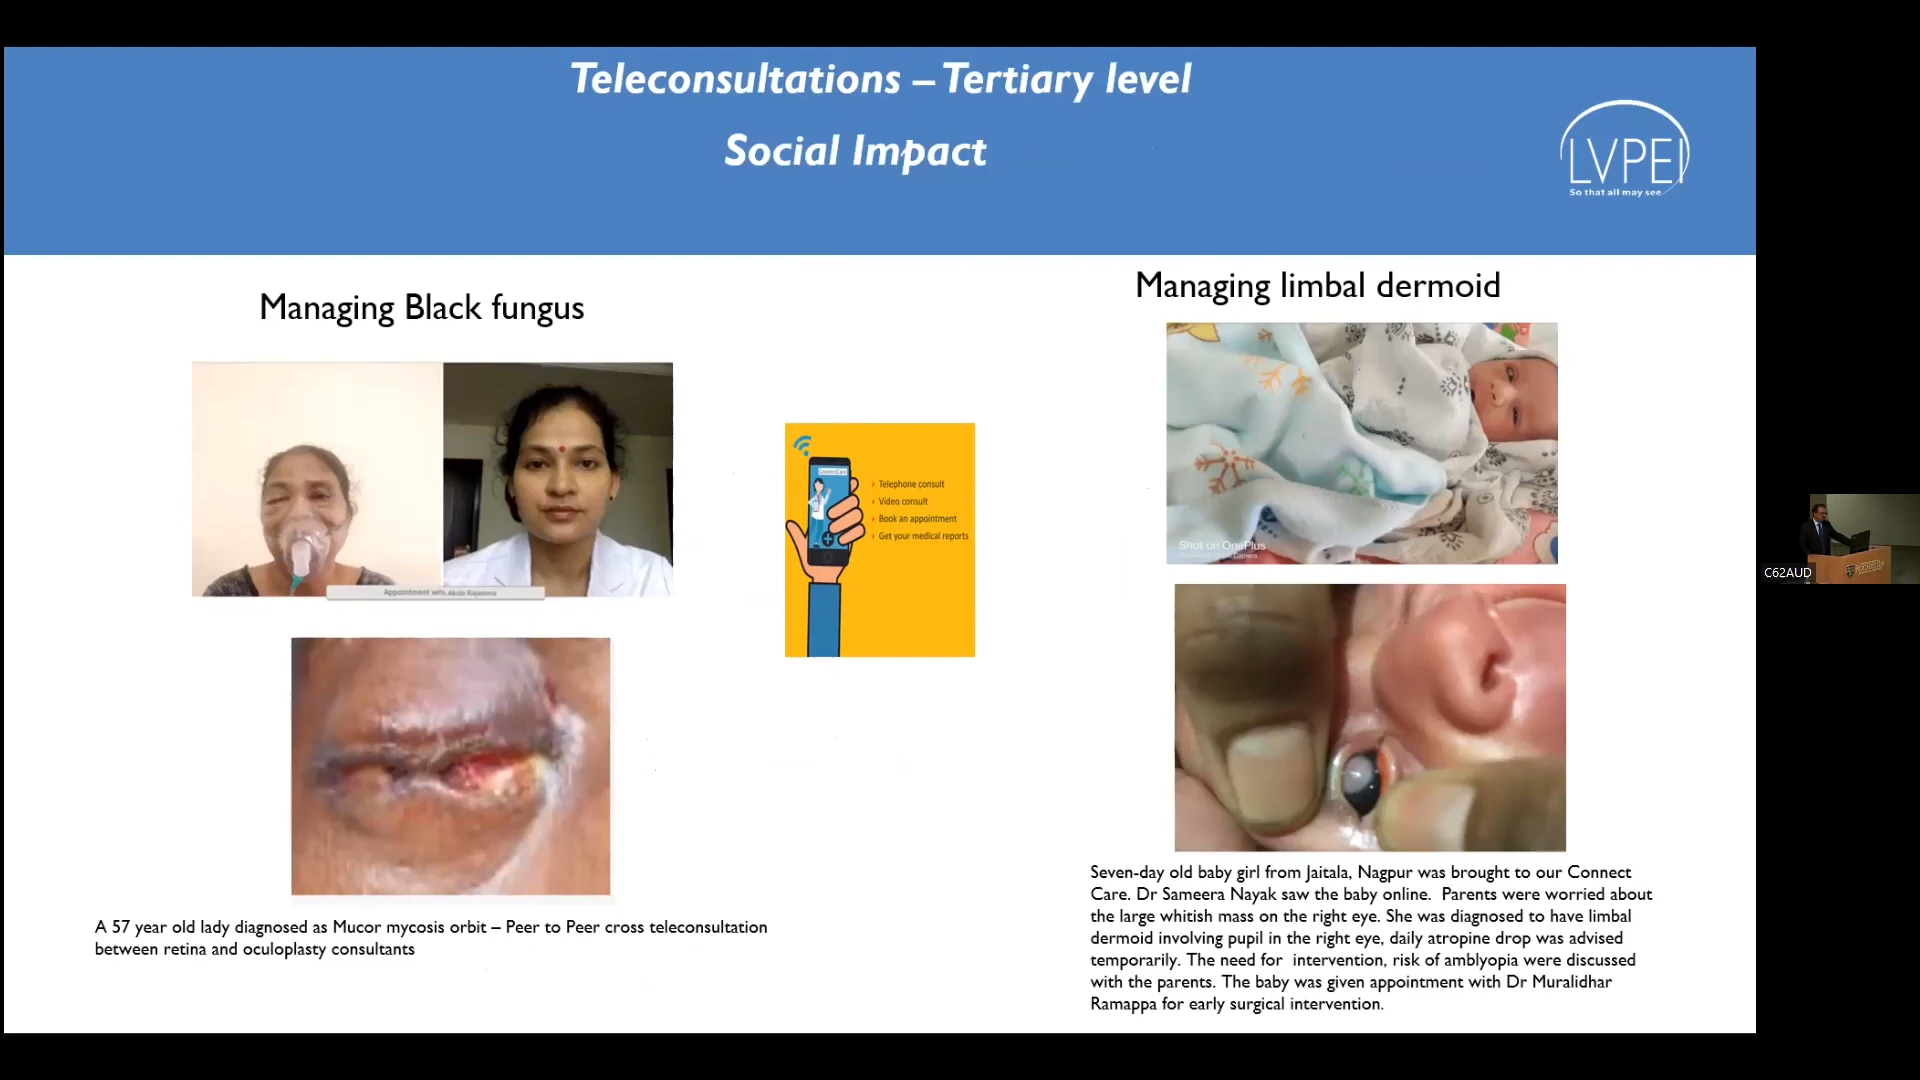 Teleconsultations – Tertiary level
Social Impact
LVPEI
So that all may see
Managing Black fungus
Appointment with Akula Rajamma
A 57 year old lady diagnosed as Mucor mycosis orbit – Peer to Peer cross teleconsultation
between retina and oculoplasty consultants
ConnectCare
Telephone consult
Video consult
Book an appointment
Get your medical reports
Managing limbal dermoid
Shot on OnePlus
Seven-day old baby girl from Jaitala, Nagpur was brought to our Connect
Care. Dr Sameera Nayak saw the baby online. Parents were worried about
the large whitish mass on the right eye. She was diagnosed to have limbal
dermoid involving pupil in the right eye, daily atropine drop was advised
temporarily. The need for intervention, risk of amblyopia were discussed
with the parents. The baby was given appointment with Dr Muralidhar
Ramappa for early surgical intervention.
C62AUD